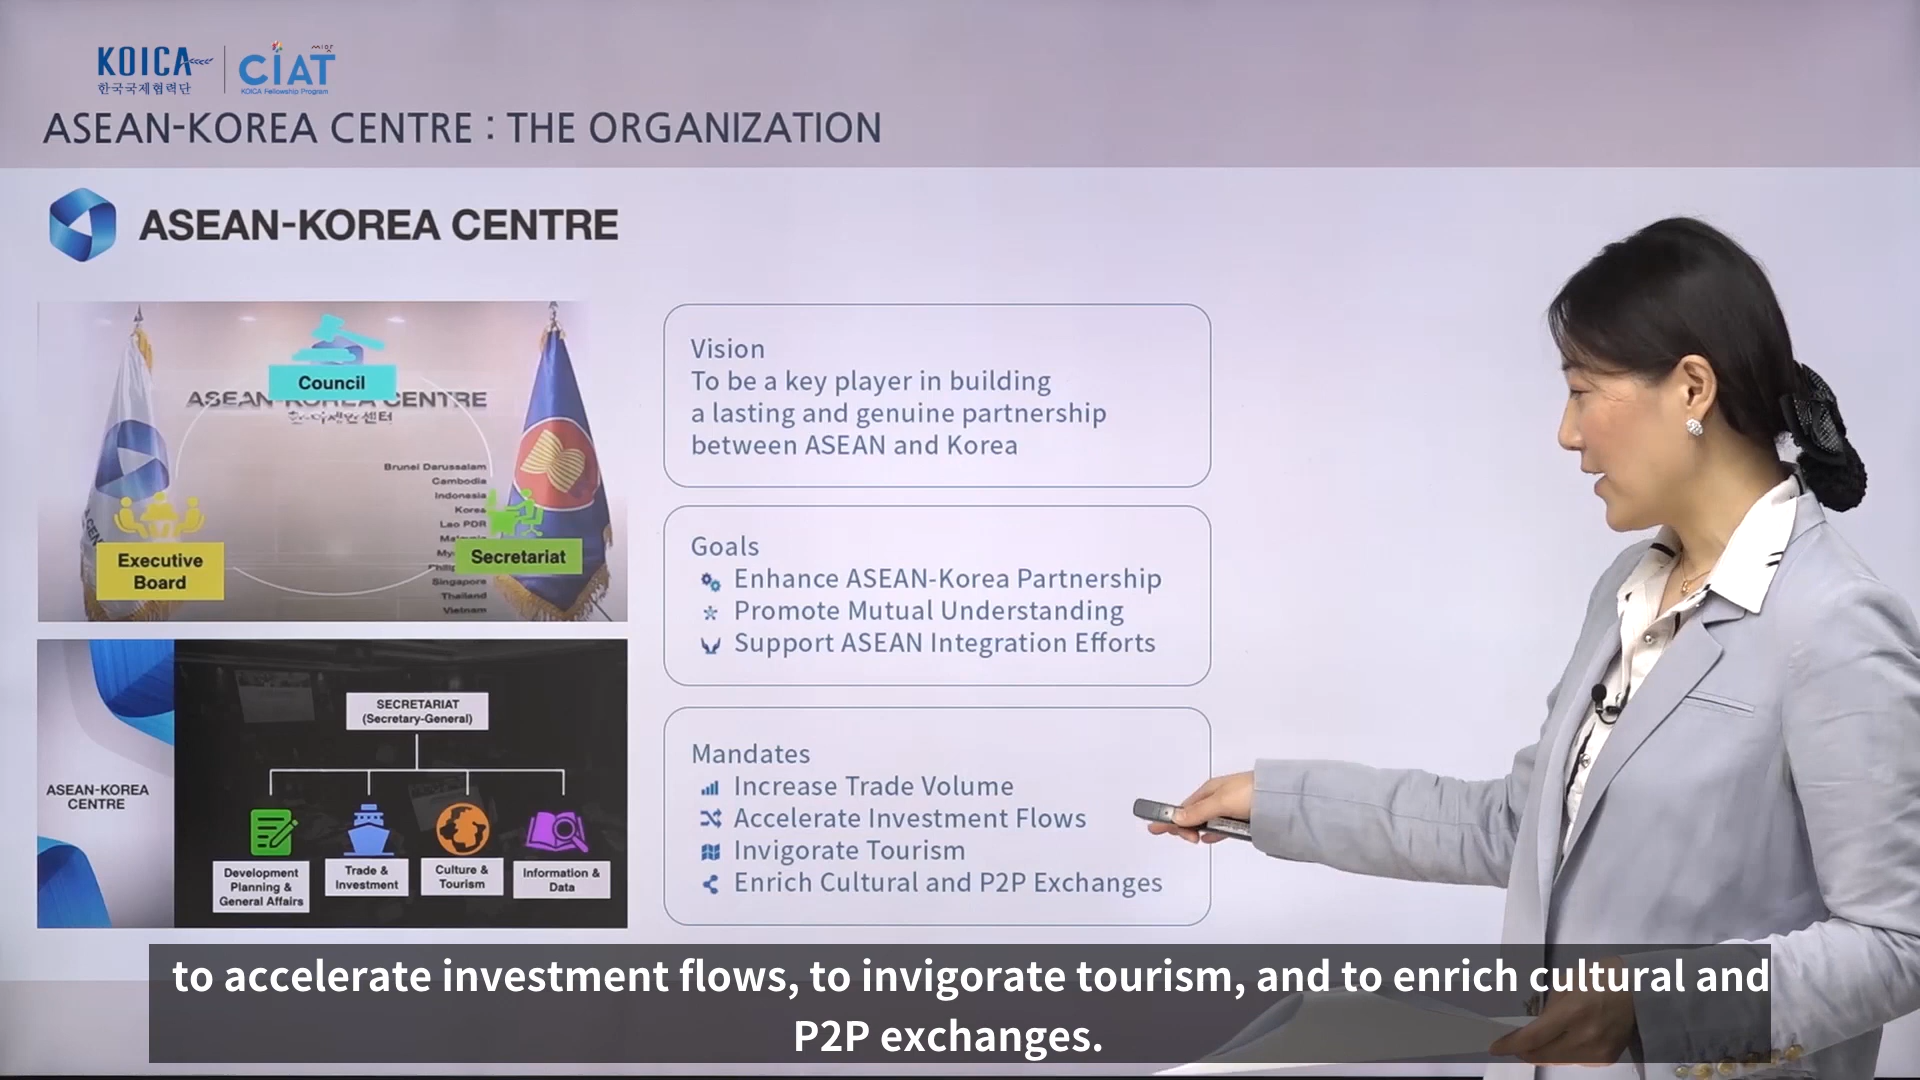 KOICA
한국국제협력단
CIAT
KOICA Fellowship Program
ASEAN-KOREA CENTRE : THE ORGANIZATION
ASEAN-KOREA CENTRE
Council
ASEAN-KOREA CENTRE
Brunei Darussalam
Cambodia
Indonesia
Korea
Lao PDR
Singapore
Thailand
Vietnam
Executive
Board
Secretariat
ASEAN-KOREA
CENTRE
SECRETARIAT
(Secretary-General)
Development
Planning &
General Affairs
Trade &
Investment
Culture &
Tourism
Information &
Data
Vision
To be a key player in building
a lasting and genuine partnership
between ASEAN and Korea
Goals
Enhance ASEAN-Korea Partnership
Promote Mutual Understanding
Support ASEAN Integration Efforts
Mandates
Increase Trade Volume
Accelerate Investment Flows
Invigorate Tourism
Enrich Cultural and P2P Exchanges
to accelerate investment flows, to invigorate tourism, and to enrich cultural and
P2P exchanges.